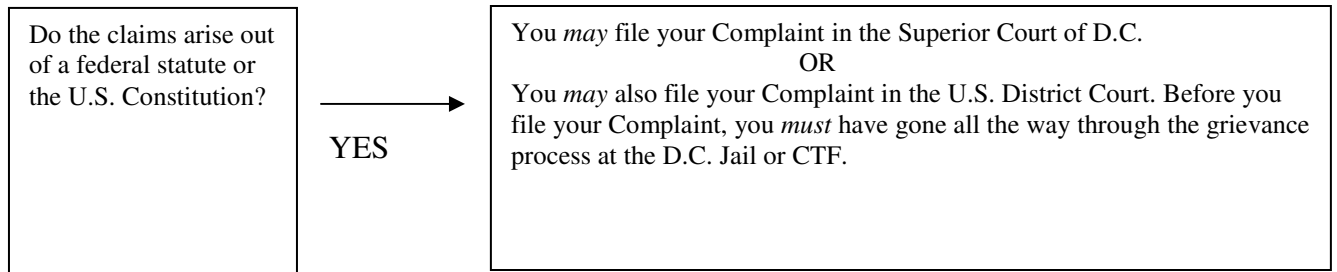 Do the claims arise out
of a federal statute or
the U.S. Constitution?
YES
You may file your Complaint in the Superior Court of D.C.
OR
You may also file your Complaint in the U.S. District Court. Before you
file your Complaint, you must have gone all the way through the grievance
process at the D.C. Jail or CTF.